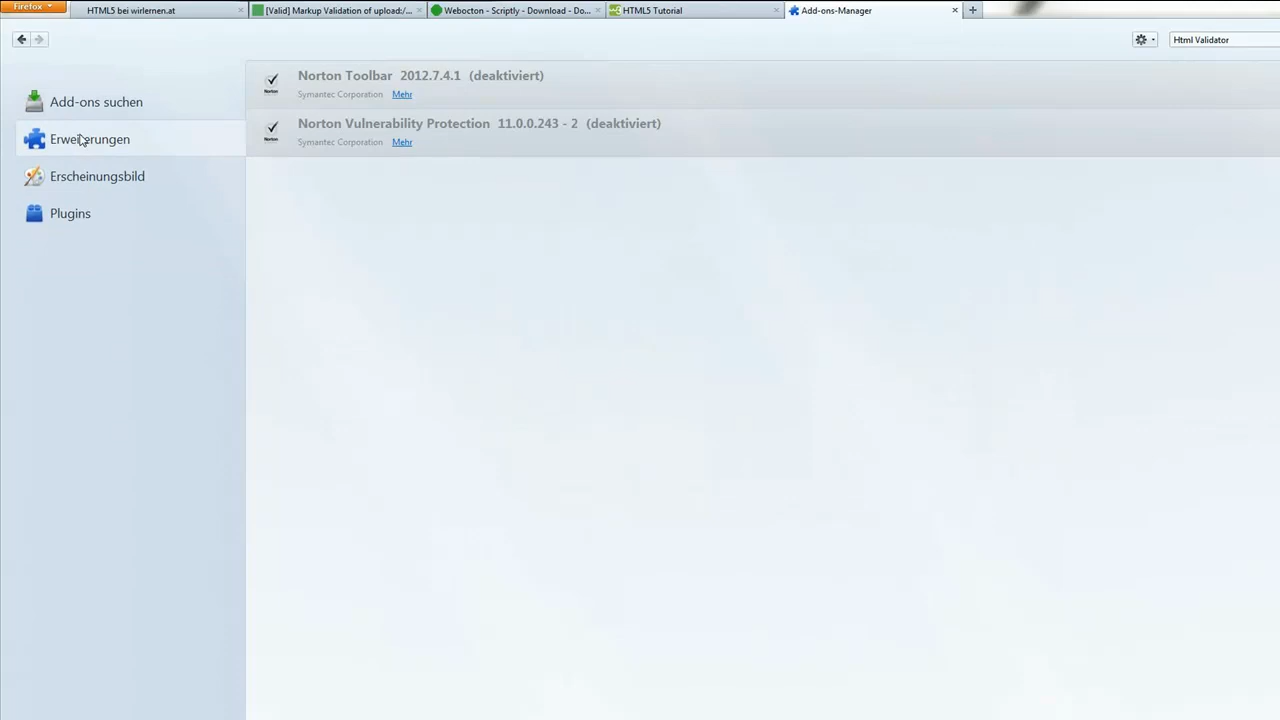 Firefox
HTML5 bei wirlernen.at
[Valid] Markup Validation of upload:/...
Webocton - Scriptly - Download - Do...
HTML5 Tutorial
Add-ons-Manager
Html Validator
Add-ons suchen
Erweiterungen
Erscheinungsbild
Plugins
Norton Toolbar 2012.7.4.1 (deaktiviert)
Norton
Symantec Corporation Mehr
Norton Vulnerability Protection 11.0.0.243 - 2 (deaktiviert)
Norton
Symantec Corporation Mehr